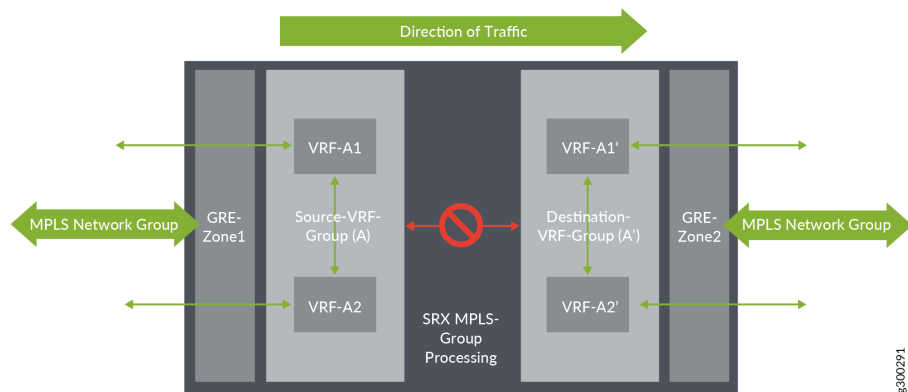 Direction of Traffic
VRF-A1
VRF-A1'
MPLS Network Group
GRE-
Zone1
Source-VRF-
Group (A)
Destination-
VRF-Group (A')
GRE-
Zone2
MPLS Network Group
VRF-A2
SRX MPLS-
Group
Processing
VRF-A2'
g300291